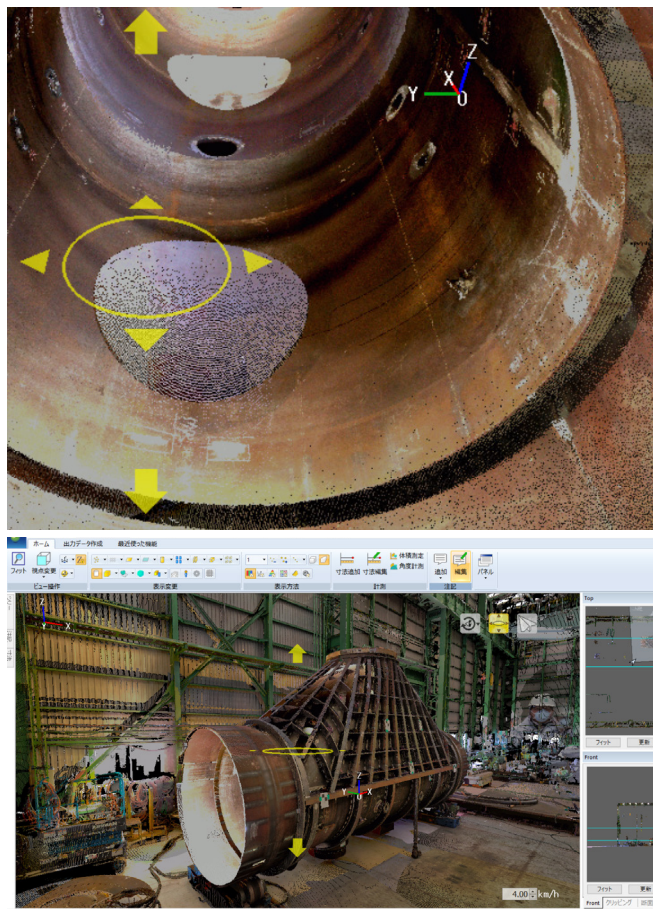 Z
X
Y
O
ホーム 出力データ作成 最近使った機能
フィット 視点変更 1 寸法追加 寸法編集 体積測定 角度計測 追加 編集 パネル
ビュー操作 表示変更 表示方法 計測 注記
Top
Y X
Z
Y X
O
フィット 更新
Front
フィット 更新
4.00 km/h
Front クリッピング 断面